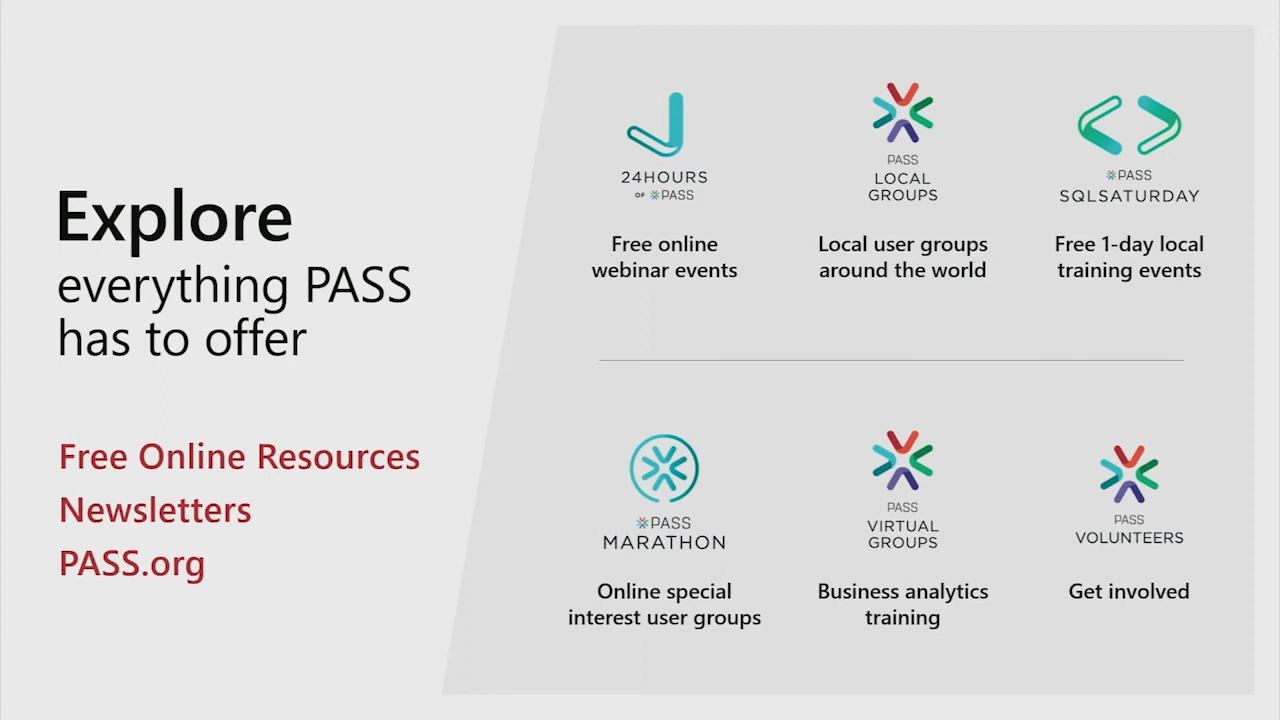 Explore
everything PASS
has to offer
Free Online Resources
Newsletters
PASS.org
24HOURS
OF PASS
Free online
webinar events
PASS
LOCAL
GROUPS
Local user groups
around the world
PASS
SQLSATURDAY
Free 1-day local
training events
PASS
MARATHON
Online special
interest user groups
PASS
VIRTUAL
GROUPS
Business analytics
training
PASS
VOLUNTEERS
Get involved